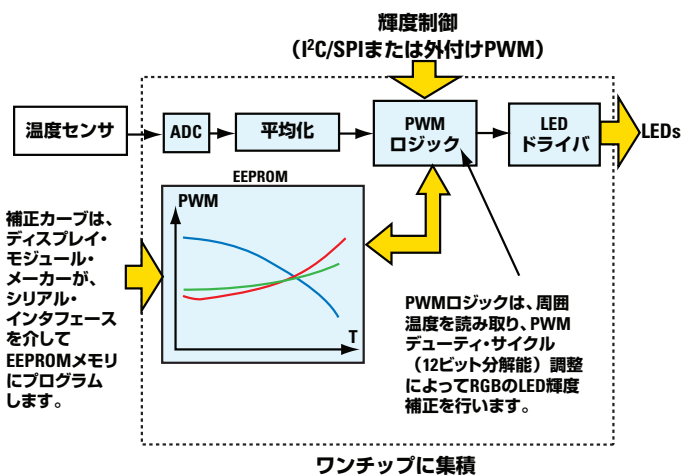 輝度制御
（I²C/SPIまたは外付けPWM）
温度センサ
ADC
平均化
PWM
ロジック
LED
ドライバ
LEDs
EEPROM
PWM
T
補正カーブは、
ディスプレイ・
モジュール・
メーカーが、
シリアル・
インタフェース
を介して
EEPROMメモリ
にプログラム
します。
PWMロジックは、周囲
温度を読み取り、PWM
デューティ・サイクル
（12ビット分解能）調整
によってRGBのLED輝度
補正を行います。
ワンチップに集積